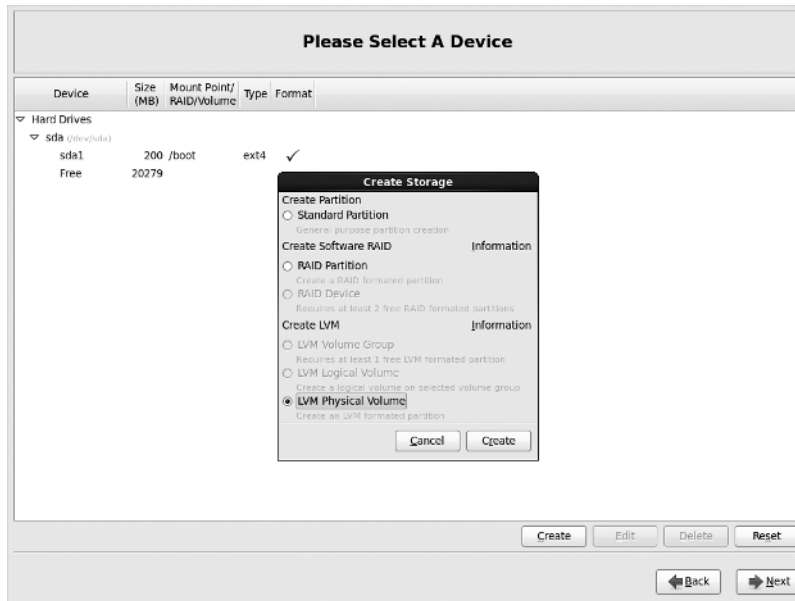 Please Select A Device
Device Size (MB) Mount Point/ RAID/Volume Type Format
Hard Drives
sda (/dev/sda)
sda1 200 /boot ext4 ✓
Free 20279
Create Storage
Create Partition
Standard Partition
General purpose partition creation
Create Software RAID Information
RAID Partition
Create a RAID formated partition
RAID Device
Requires at least 2 free RAID formated partitions
Create LVM Information
LVM Volume Group
Requires at least 1 free LVM formated partition
LVM Logical Volume
Create a logical volume on selected volume group
LVM Physical Volume
Create an LVM formated partition
Cancel Create
Create Edit Delete Reset
Back Next